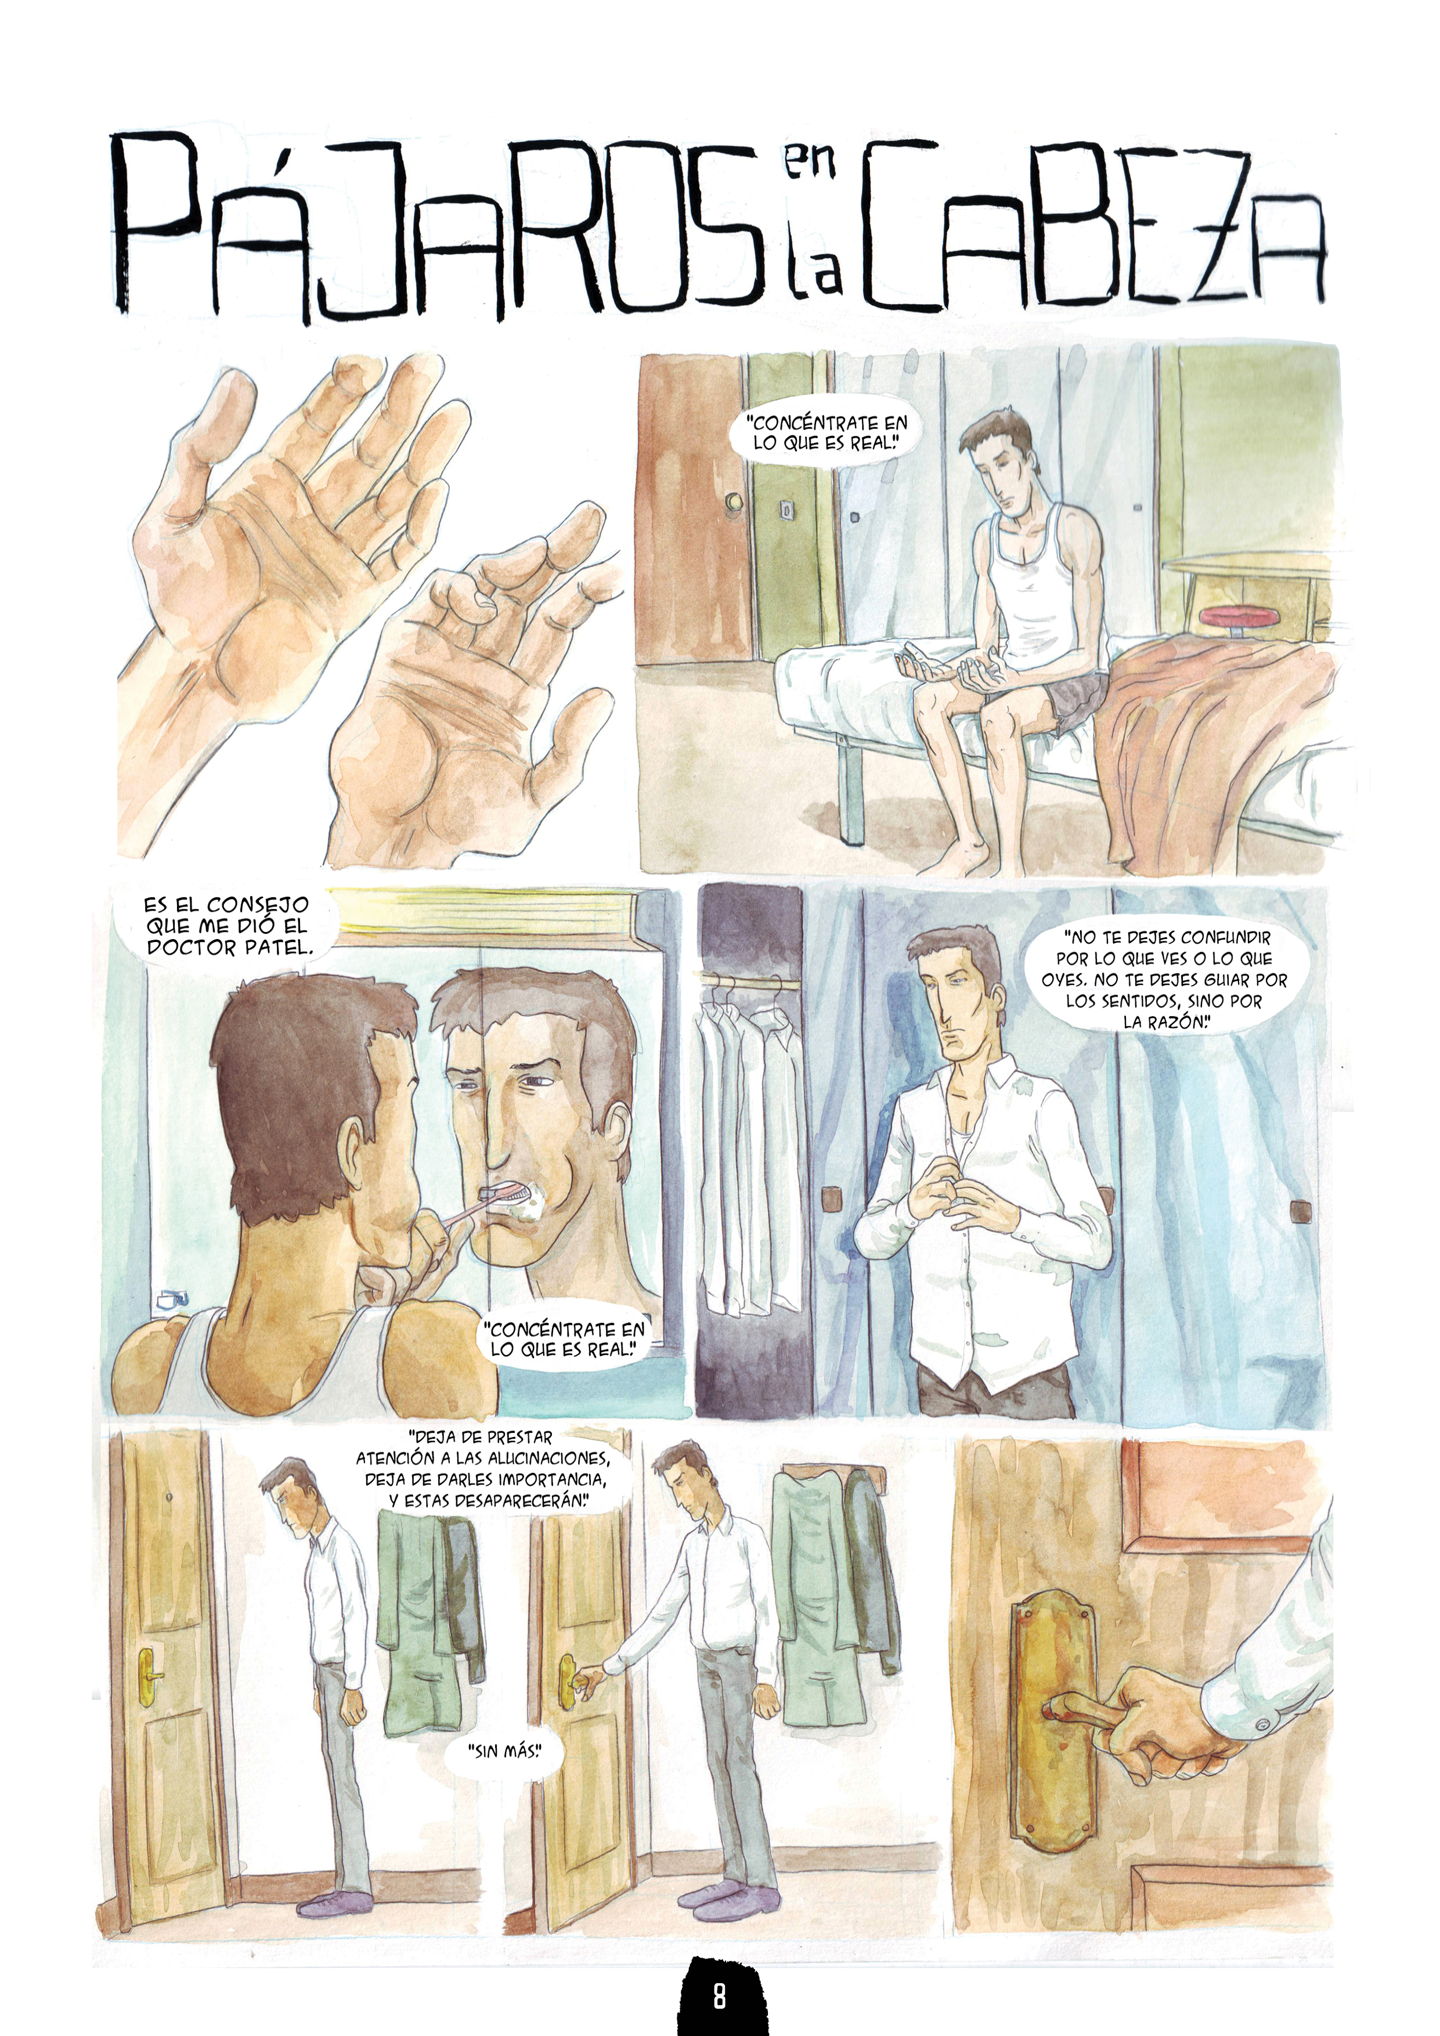 PÁJAROS en la CABEZA
"CONCÉNTRATE EN
LO QUE ES REAL."
ES EL CONSEJO
QUE ME DIÓ EL
DOCTOR PATEL.
"CONCÉNTRATE EN
LO QUE ES REAL."
"NO TE DEJES CONFUNDIR
POR LO QUE VES O LO QUE
OYES. NO TE DEJES GUIAR POR
LOS SENTIDOS, SINO POR
LA RAZÓN."
"DEJA DE PRESTAR
ATENCIÓN A LAS ALUCINACIONES,
DEJA DE DARLES IMPORTANCIA,
Y ESTAS DESAPARECERÁN."
"SIN MÁS."
8